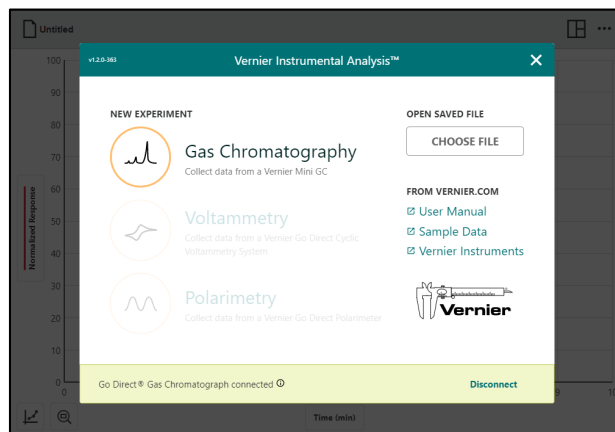 Untitled
v1.2.0-363
Vernier Instrumental Analysis™
NEW EXPERIMENT
Gas Chromatography
Collect data from a Vernier Mini GC
Voltammetry
Collect data from a Vernier Go Direct Cyclic
Voltammetry System
Polarimetry
Collect data from a Vernier Go Direct Polarimeter
OPEN SAVED FILE
CHOOSE FILE
FROM VERNIER.COM
User Manual
Sample Data
Vernier Instruments
Vernier
Go Direct® Gas Chromatograph connected
Disconnect
Normalized Response
100
90
80
70
60
50
40
30
20
10
0
0
9
10
Time (min)